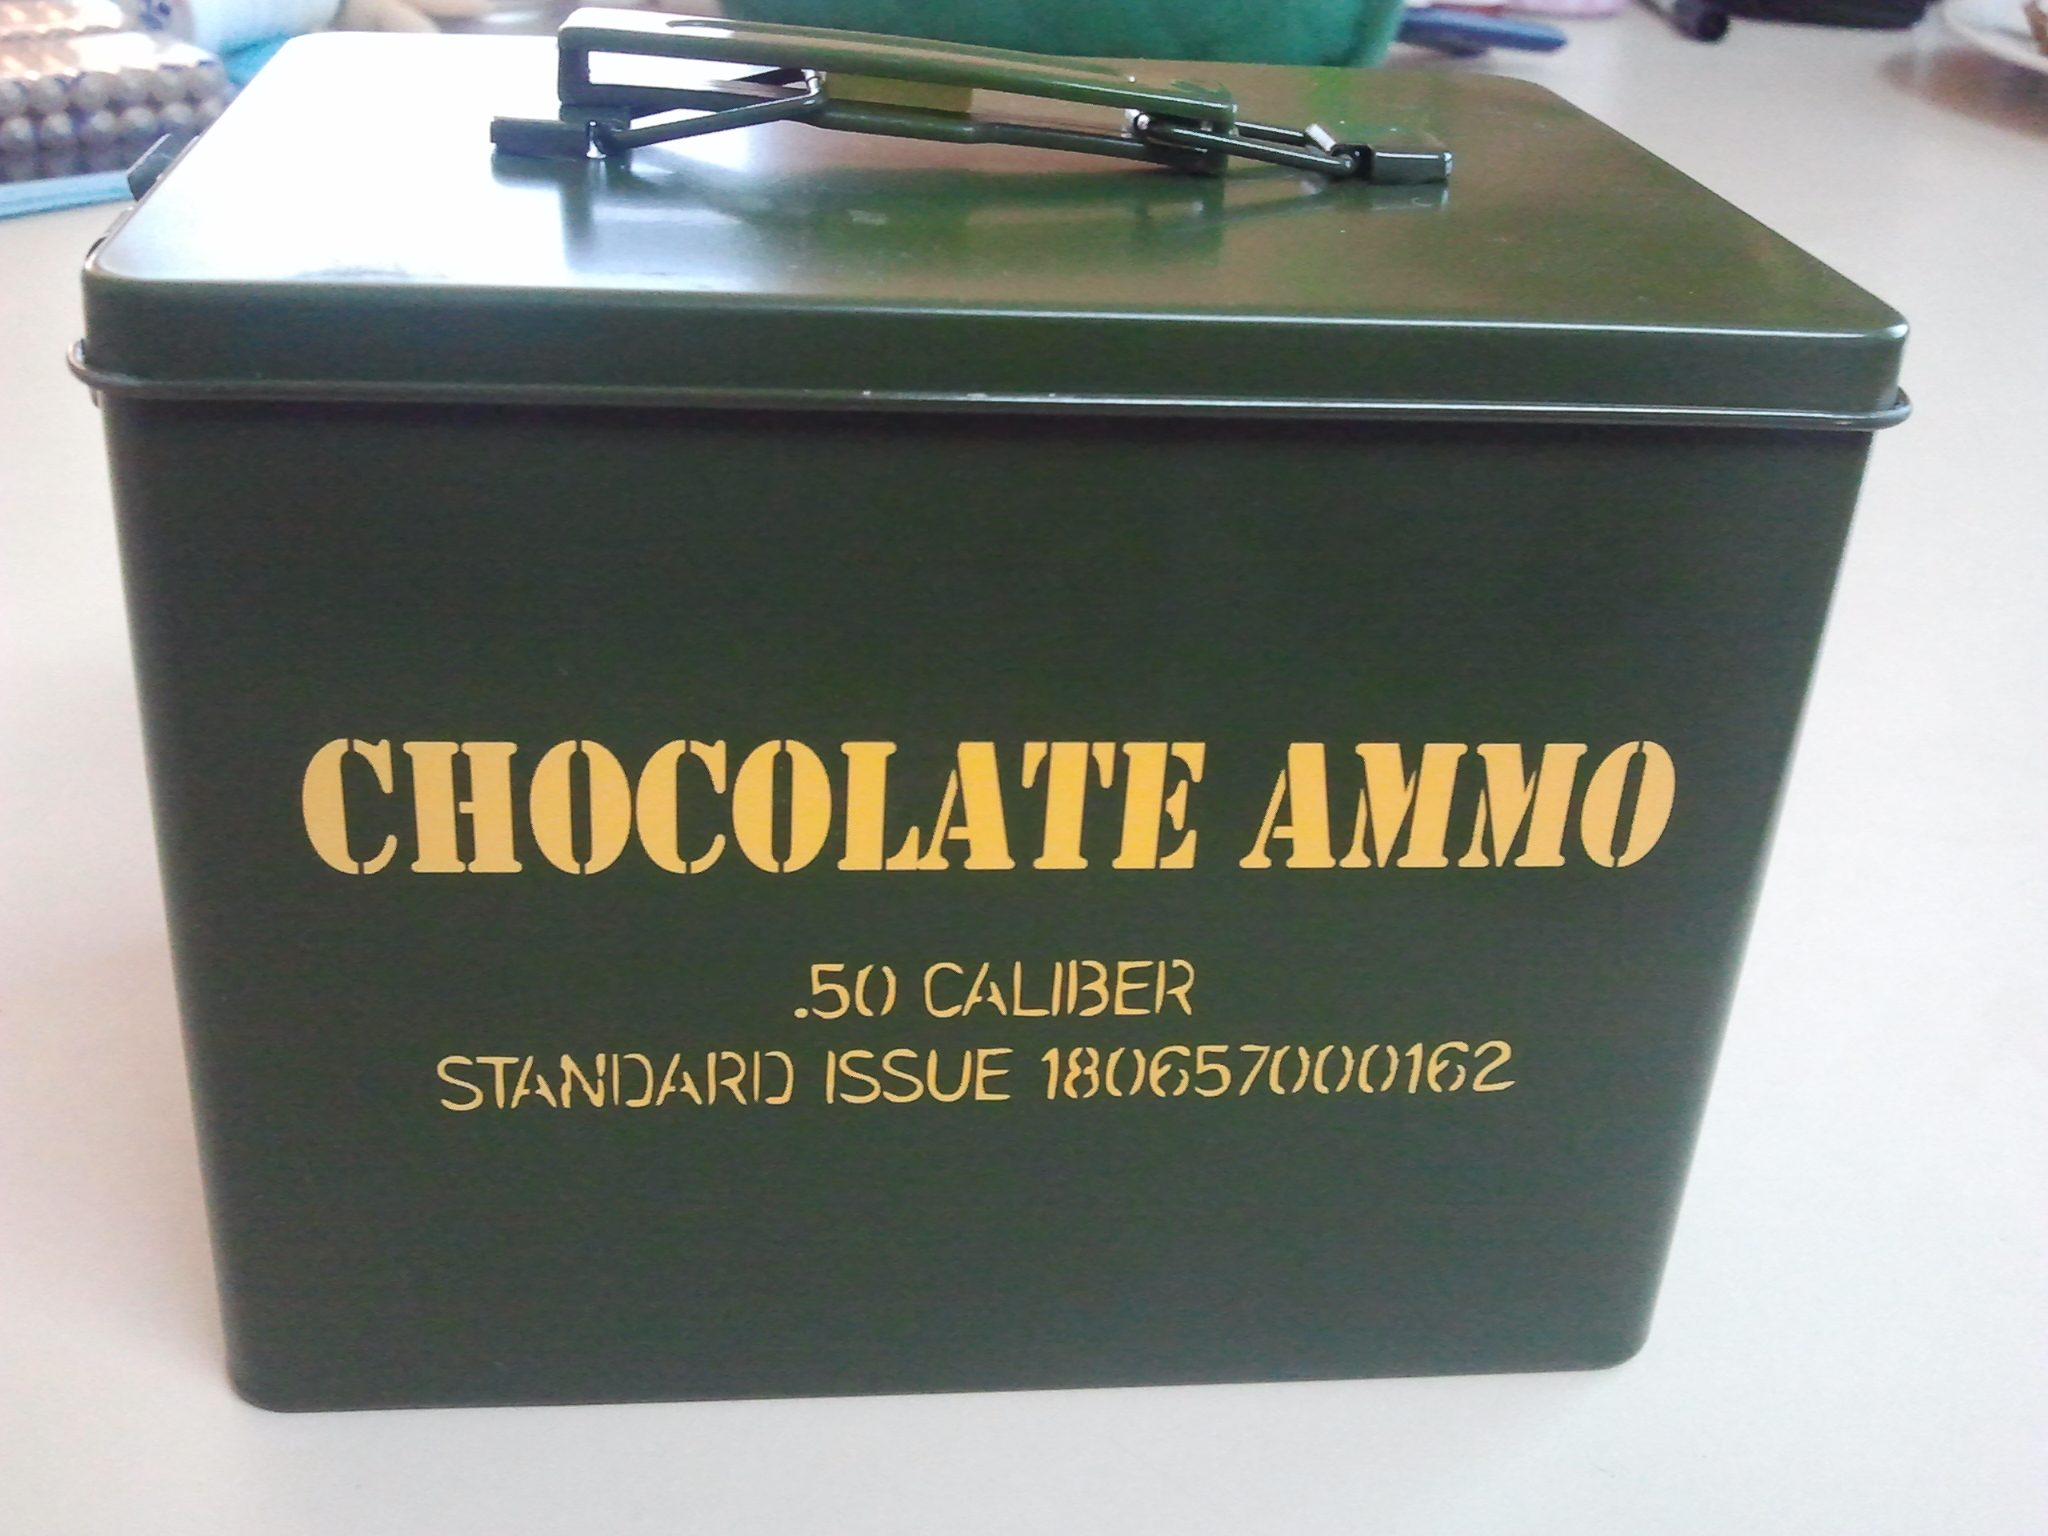 CHOCOLATE AMMO
.50 CALIBER
STANDARD ISSUE 180657000162